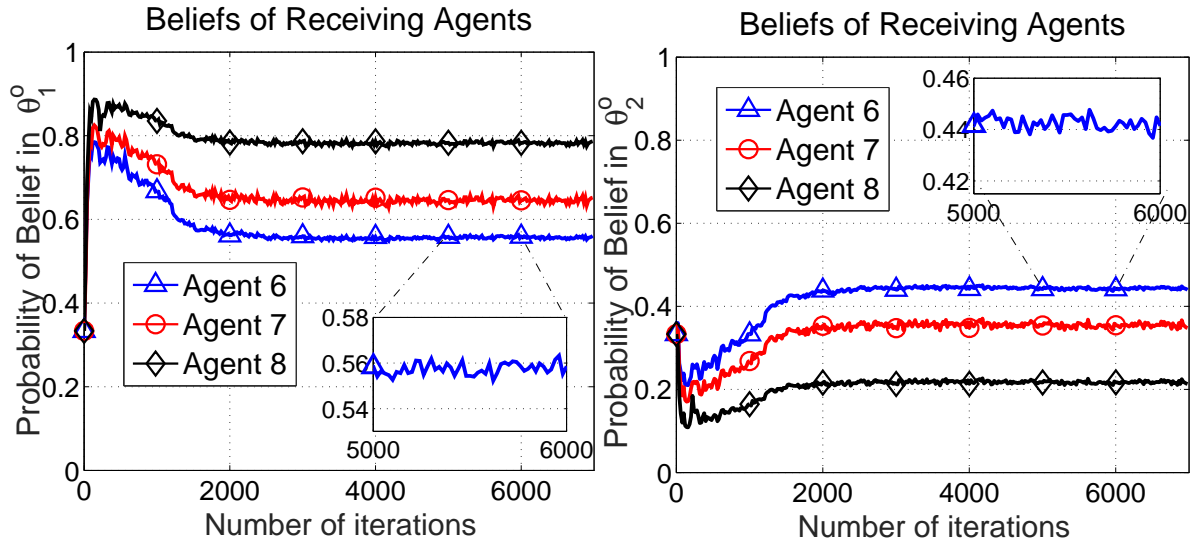 Beliefs of Receiving Agents
Probability of Belief in θ₁ᵒ
1
0.8
0.6
0.4
0.2
0
Agent 6
Agent 7
Agent 8
0.58
0.56
0.54
5000
6000
0
2000
4000
6000
Number of iterations
Beliefs of Receiving Agents
Probability of Belief in θ₂ᵒ
1
0.8
0.6
0.4
0.2
0
Agent 6
Agent 7
Agent 8
0.46
0.44
0.42
5000
6000
0
2000
4000
6000
Number of iterations